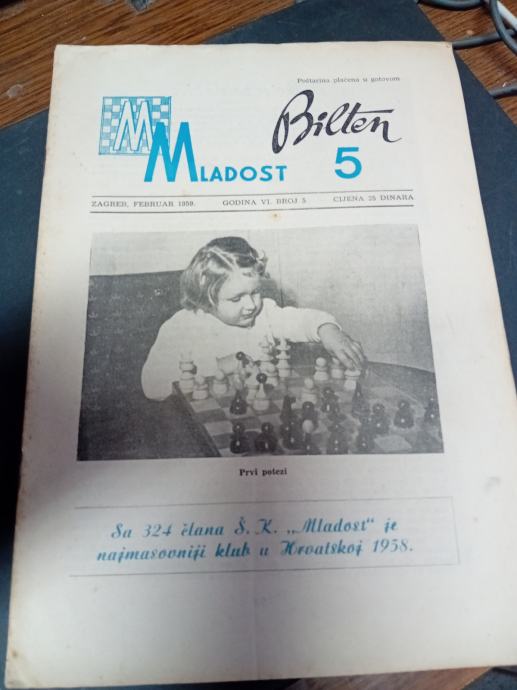 Poštarina plaćena u gotovom
M
Bilten
MLADOST 5
ZAGREB, FEBRUAR 1959. GODINA VI. BROJ 5 CIJENA 25 DINARA
Prvi potezi
Sa 324 člana Š. K. „Mladost" je
najmasovniji klub u Hrvatskoj 1958.